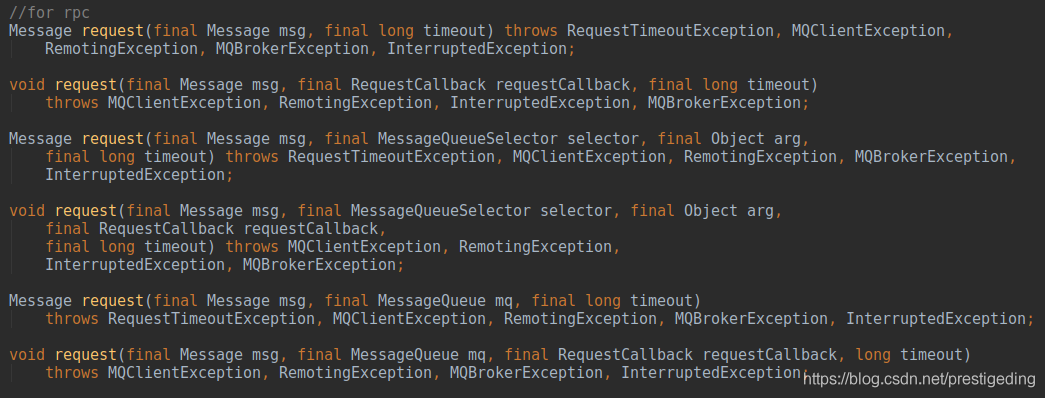 //for rpc
Message request(final Message msg, final long timeout) throws RequestTimeoutException, MQClientException,
    RemotingException, MQBrokerException, InterruptedException;

void request(final Message msg, final RequestCallback requestCallback, final long timeout)
    throws MQClientException, RemotingException, InterruptedException, MQBrokerException;

Message request(final Message msg, final MessageQueueSelector selector, final Object arg,
    final long timeout) throws RequestTimeoutException, MQClientException, RemotingException, MQBrokerException,
    InterruptedException;

void request(final Message msg, final MessageQueueSelector selector, final Object arg,
    final RequestCallback requestCallback,
    final long timeout) throws MQClientException, RemotingException,
    InterruptedException, MQBrokerException;

Message request(final Message msg, final MessageQueue mq, final long timeout)
    throws RequestTimeoutException, MQClientException, RemotingException, MQBrokerException, InterruptedException;

void request(final Message msg, final MessageQueue mq, final RequestCallback requestCallback, long timeout)
    throws MQClientException, RemotingException, MQBrokerException, InterruptedException;
https://blog.csdn.net/prestigeding